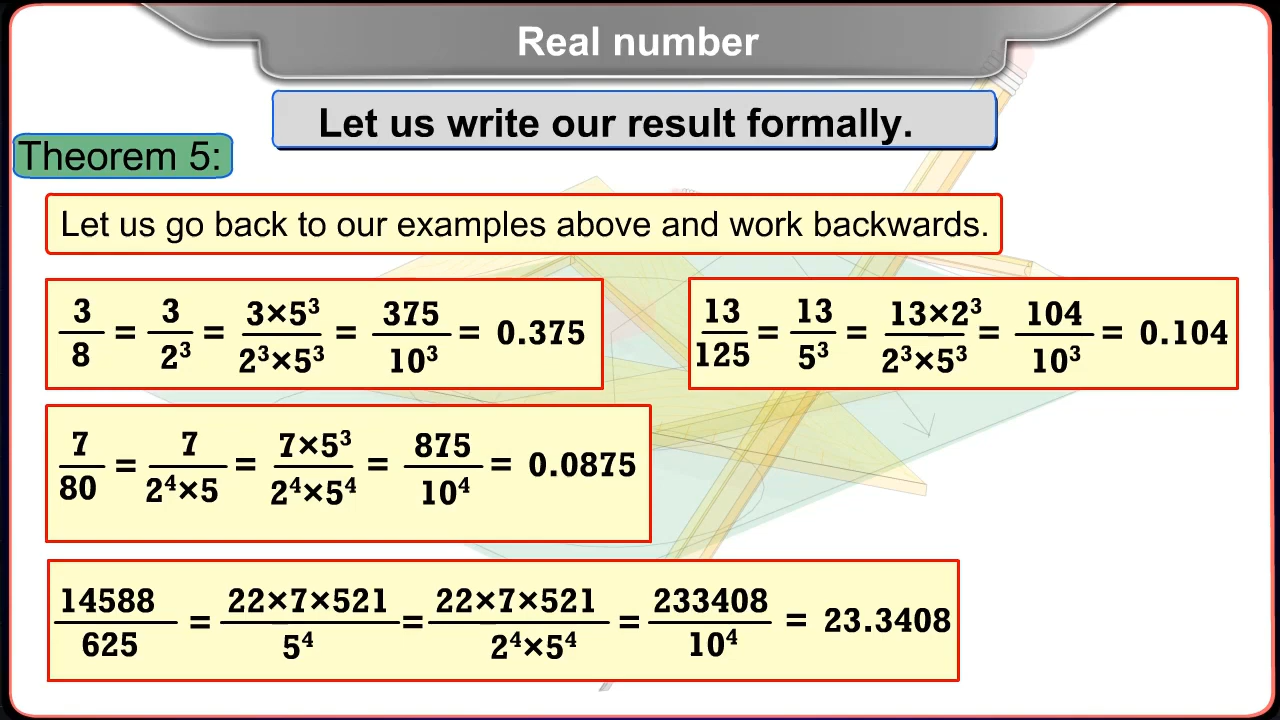 Real number
Let us write our result formally.
Theorem 5:
Let us go back to our examples above and work backwards.
3/8 = 3/2³ = 3×5³/2³×5³ = 375/10³ = 0.375
13/125 = 13/5³ = 13×2³/2³×5³ = 104/10³ = 0.104
7/80 = 7/2⁴×5 = 7×5³/2⁴×5⁴ = 875/10⁴ = 0.0875
14588/625 = 22×7×521/5⁴ = 22×7×521/2⁴×5⁴ = 233408/10⁴ = 23.3408